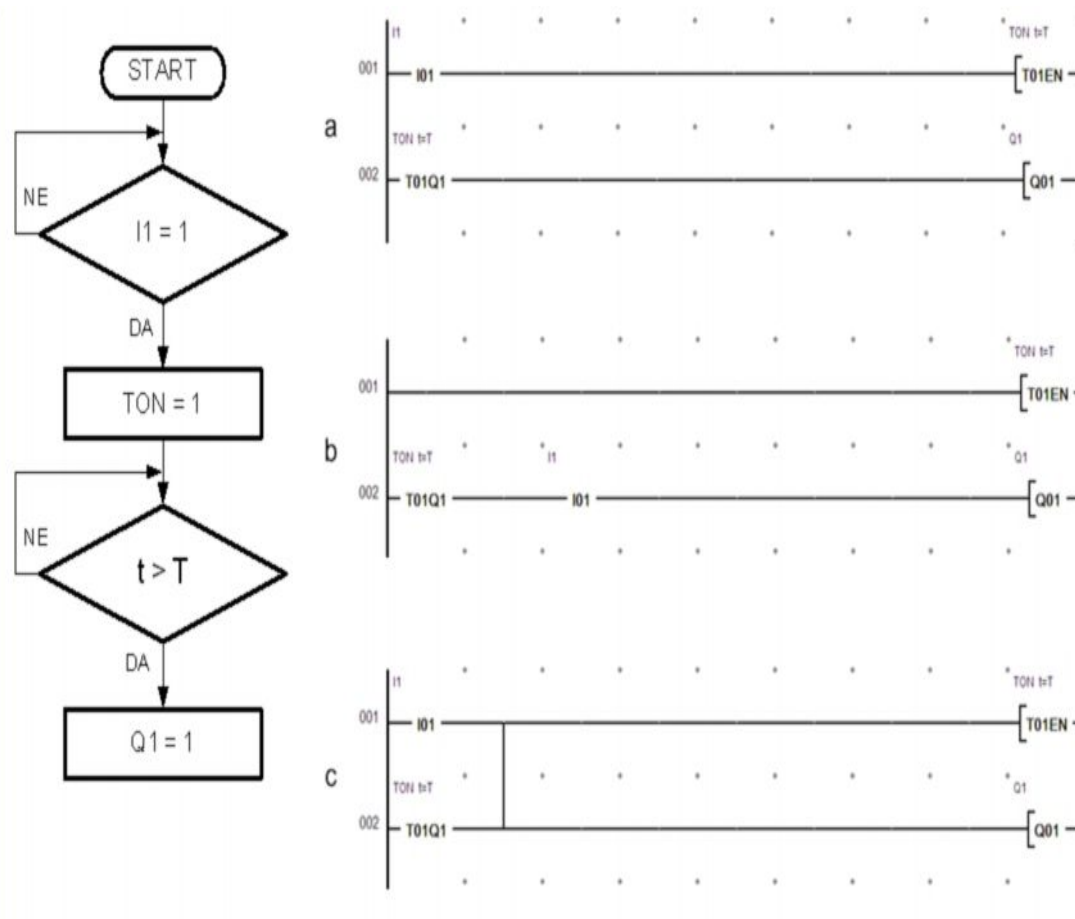 START
NE
I1 = 1
DA
TON = 1
NE
t > T
DA
Q1 = 1
a
I1
TON t=T
001
I01
T01EN
TON t=T
Q1
002
T01Q1
Q01
b
TON t=T
001
T01EN
TON t=T
I1
Q1
002
T01Q1
I01
Q01
c
I1
TON t=T
001
I01
T01EN
TON t=T
Q1
002
T01Q1
Q01